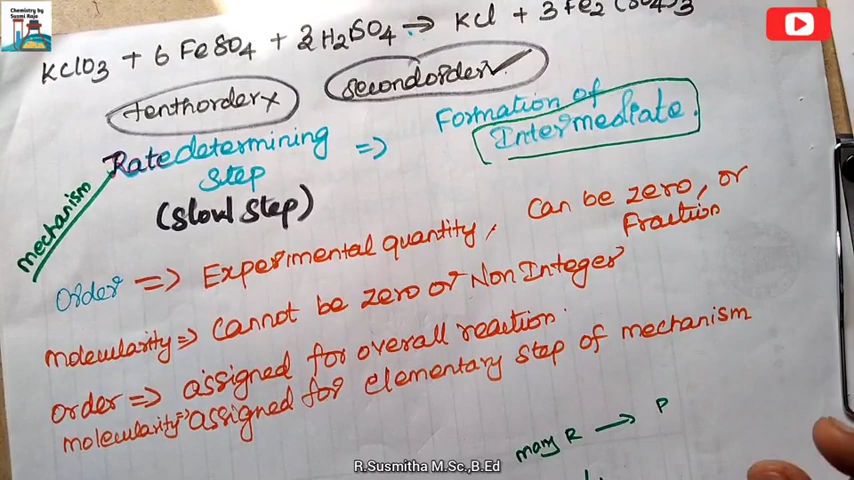 Chemistry
by
Susmi Raja
KClO3 + 6 FeSO4 + 3 H2SO4 → KCl + 3 Fe2(SO4)3
tenth order x
second order ✓
mechanism
Rate determining
step
(slow step)
⇒ Formation of
Intermediate.
Order ⇒ Experimental quantity, can be zero, or
Fraction
Molecularity ⇒ cannot be zero or Non Integer
Order ⇒ assigned for overall reaction.
molecularity ⇒ assigned for elementary step of mechanism
many R → P
R.Susmitha M.Sc.,B.Ed